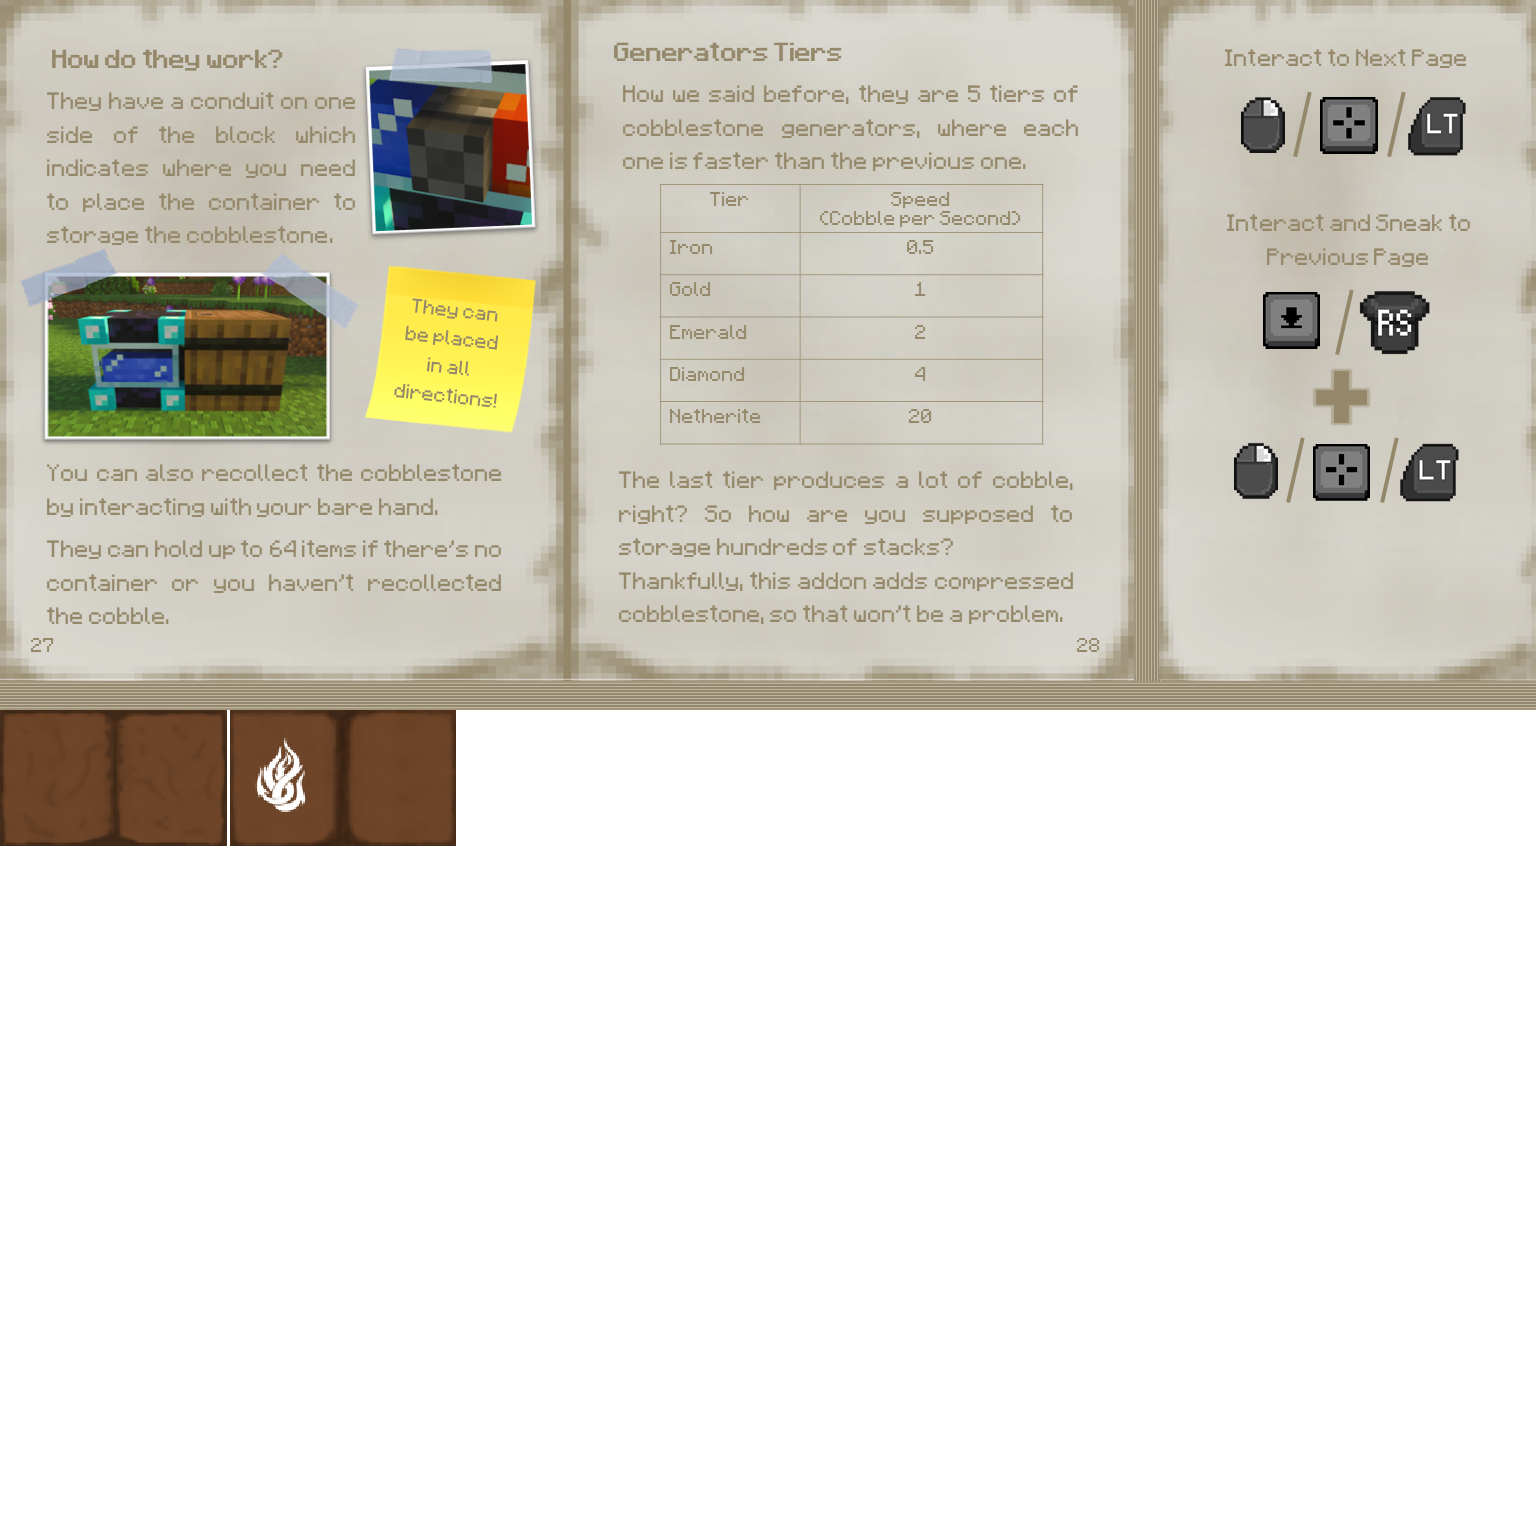 How do they work?
They have a conduit on one
side of the block which
indicates where you need
to place the container to
storage the cobblestone.
They can
be placed
in all
directions!
You can also recollect the cobblestone
by interacting with your bare hand.
They can hold up to 64 items if there's no
container or you haven't recollected
the cobble.
27
Generators Tiers
How we said before, they are 5 tiers of
cobblestone generators, where each
one is faster than the previous one.
Tier Speed
(Cobble per Second)
Iron 0.5
Gold 1
Emerald 2
Diamond 4
Netherite 20
The last tier produces a lot of cobble,
right? So how are you supposed to
storage hundreds of stacks?
Thankfully, this addon adds compressed
cobblestone, so that won't be a problem.
28
Interact to Next Page
/ / LT
Interact and Sneak to
Previous Page
/ RS
+
/ / LT